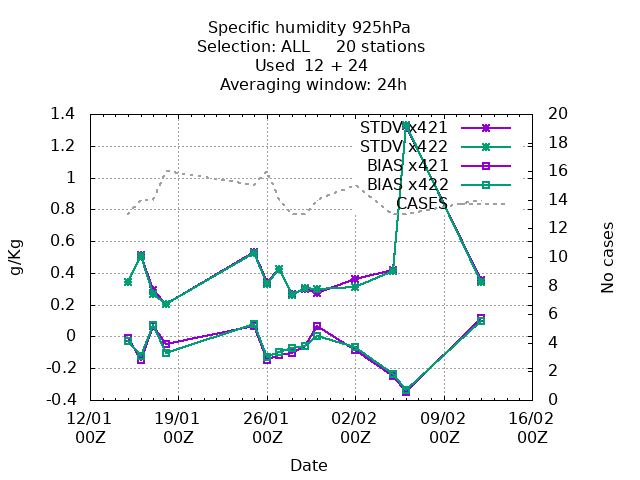 Specific humidity 925hPa
Selection: ALL 20 stations
Used 12 + 24
Averaging window: 24h
1.4
1.2
1
0.8
0.6
0.4
0.2
0
-0.2
-0.4
g/Kg
STDV x421
STDV x422
BIAS x421
BIAS x422
CASES
20
18
16
14
12
10
8
6
4
2
0
No cases
12/01 19/01 26/01 02/02 09/02 16/02
00Z 00Z 00Z 00Z 00Z 00Z
Date